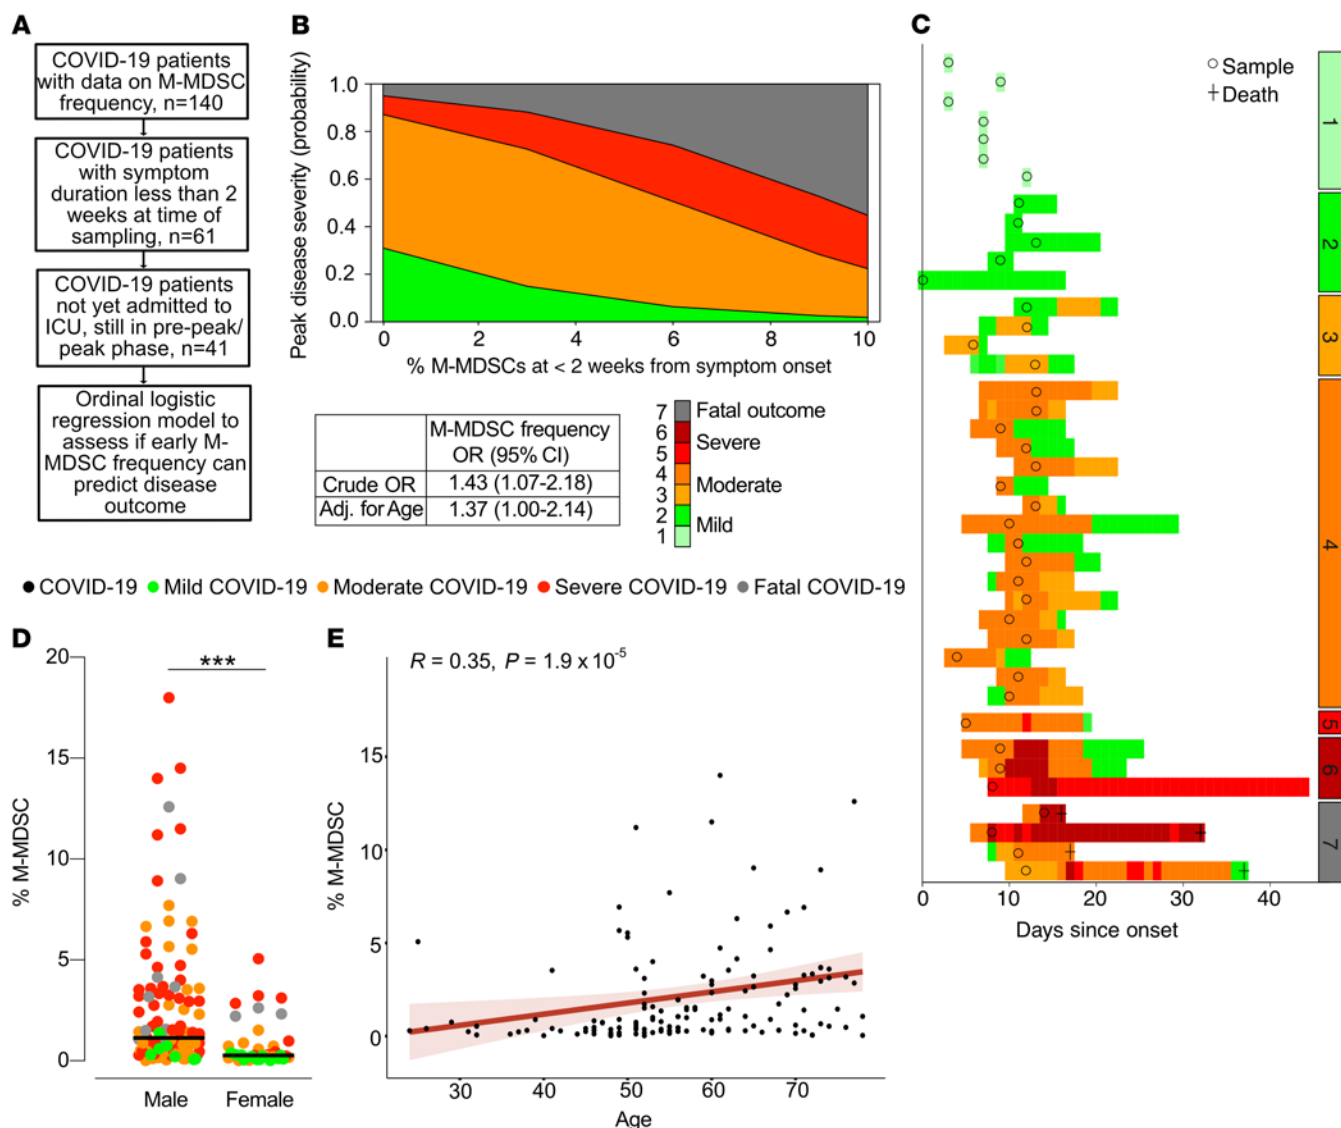 A
COVID-19 patients
with data on M-MDSC
frequency, n=140
COVID-19 patients
with symptom
duration less than 2
weeks at time of
sampling, n=61
COVID-19 patients
not yet admitted to
ICU, still in pre-peak/
peak phase, n=41
Ordinal logistic
regression model to
assess if early M-
MDSC frequency can
predict disease
outcome
B
Peak disease severity (probability)
1.0
0.8
0.6
0.4
0.2
0.0
0 2 4 6 8 10
% M-MDSCs at < 2 weeks from symptom onset
M-MDSC frequency
OR (95% CI)
Crude OR 1.43 (1.07-2.18)
Adj. for Age 1.37 (1.00-2.14)
7 Fatal outcome
6
Severe
5
4
Moderate
3
2
Mild
1
C
Sample
Death
1
2
3
4
5
6
7
0 10 20 30 40
Days since onset
COVID-19 Mild COVID-19 Moderate COVID-19 Severe COVID-19 Fatal COVID-19
D
% M-MDSC
20
15
10
5
0
***
Male Female
E
R = 0.35, P = 1.9 x 10-5
% M-MDSC
15
10
5
0
30 40 50 60 70
Age